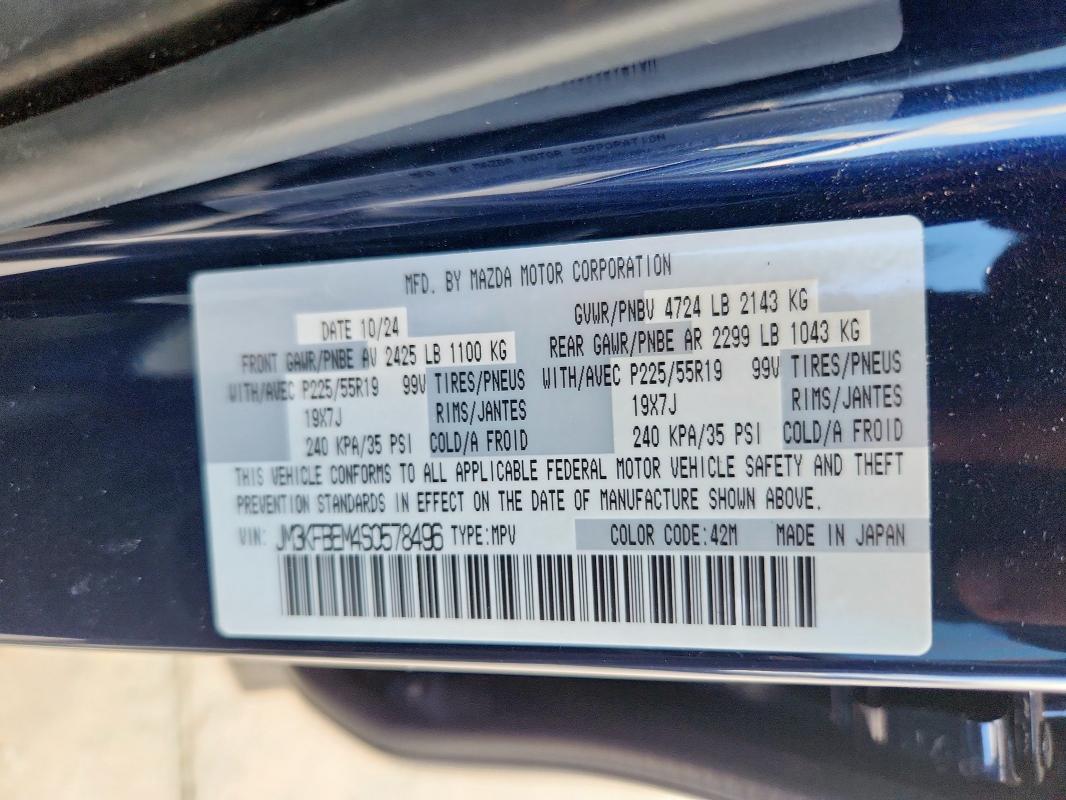 MFD. BY MAZDA MOTOR CORPORATION
MFD. BY MAZDA MOTOR CORPORATION
DATE 10/24 GVWR/PNBV 4724 LB 2143 KG
FRONT GAWR/PNBE AV 2425 LB 1100 KG REAR GAWR/PNBE AR 2299 LB 1043 KG
WITH/AVEC P225/55R19 99V TIRES/PNEUS WITH/AVEC P225/55R19 99V TIRES/PNEUS
19X7J RIMS/JANTES 19X7J RIMS/JANTES
240 KPA/35 PSI COLD/A FROID 240 KPA/35 PSI COLD/A FROID
THIS VEHICLE CONFORMS TO ALL APPLICABLE FEDERAL MOTOR VEHICLE SAFETY AND THEFT
PREVENTION STANDARDS IN EFFECT ON THE DATE OF MANUFACTURE SHOWN ABOVE.
VIN: JM3KFBEM4S0578496 TYPE:MPV COLOR CODE:42M MADE IN JAPAN